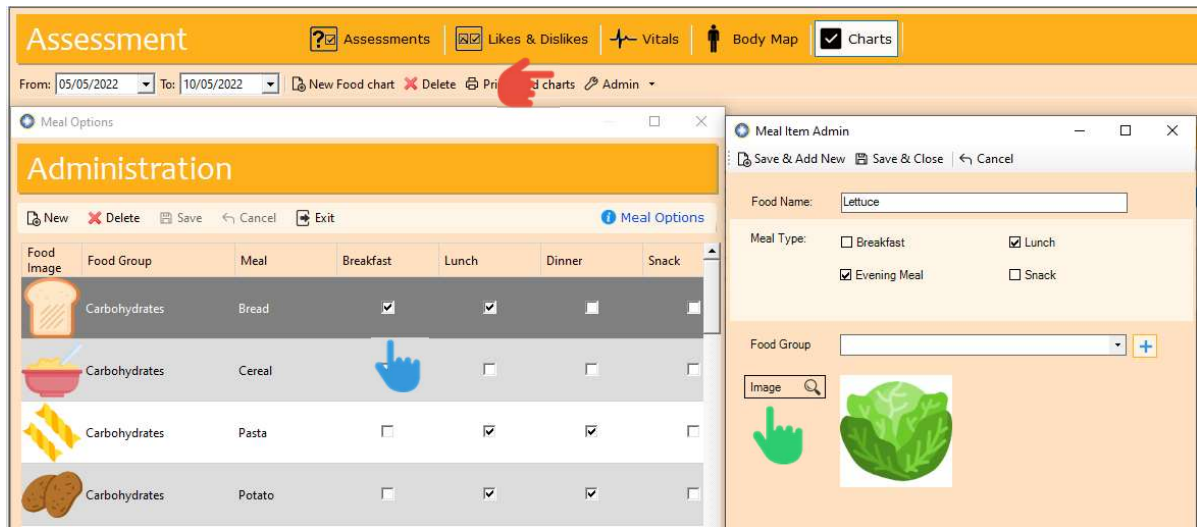 Assessment
Assessments
Likes & Dislikes
Vitals
Body Map
Charts
From: 05/05/2022 To: 10/05/2022 New Food chart Delete charts Admin
Meal Options
Administration
New Delete Save Cancel Exit Meal Options
Food Image Food Group Meal Breakfast Lunch Dinner Snack
Carbohydrates Bread
Carbohydrates Cereal
Carbohydrates Pasta
Carbohydrates Potato
Meal Item Admin
Save & Add New Save & Close Cancel
Food Name: Lettuce
Meal Type: Breakfast Lunch
Evening Meal Snack
Food Group
Image